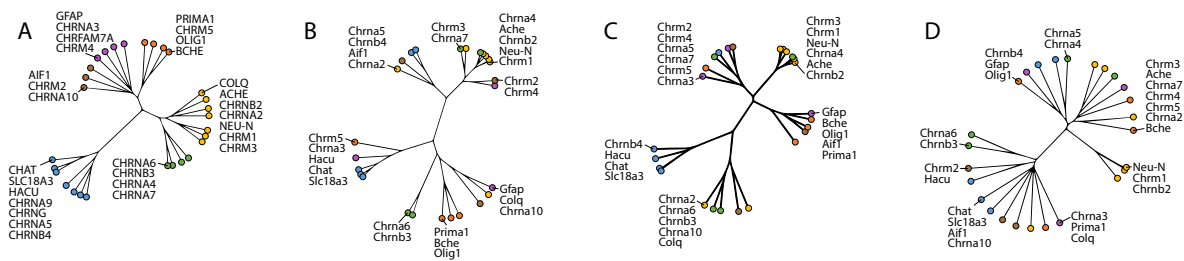 A
GFAP
CHRNA3
CHRFAM7A
CHRM4
PRIMA1
CHRM5
OLIG1
BCHE
AIF1
CHRM2
CHRNA10
COLQ
ACHE
CHRNB2
CHRNA2
NEU-N
CHRM1
CHRM3
CHRNA6
CHRNB3
CHRNA4
CHRNA7
CHAT
SLC18A3
HACU
CHRNA9
CHRNG
CHRNA5
CHRNB4
B
Chrna5
Chrnb4
Aif1
Chrna2
Chrm3
Chrna7
Chrna4
Ache
Chrnb2
Neu-N
Chrm1
Chrm2
Chrm4
Chrm5
Chrna3
Hacu
Chat
Slc18a3
Gfap
Colq
Chrna10
Chrna6
Chrnb3
Prima1
Bche
Olig1
C
Chrm2
Chrm4
Chrna5
Chrna7
Chrm5
Chrna3
Chrm3
Chrm1
Neu-N
Chrna4
Ache
Chrnb2
Gfap
Bche
Olig1
Aif1
Prima1
Chrnb4
Hacu
Chat
Slc18a3
Chrna2
Chrna6
Chrnb3
Chrna10
Colq
D
Chrna5
Chrna4
Chrnb4
Gfap
Olig1
Chrm3
Ache
Chrna7
Chrm4
Chrm5
Chrna2
Bche
Chrna6
Chrnb3
Chrm2
Hacu
Neu-N
Chrm1
Chrnb2
Chat
Slc18a3
Aif1
Chrna10
Chrna3
Prima1
Colq